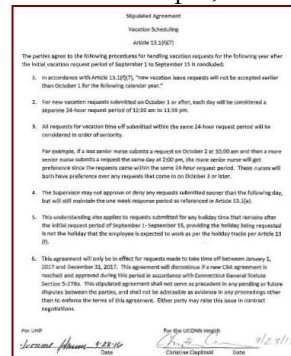 Stipulated Agreement
Vacation Scheduling
Article 13.1(f)(7)
The parties agree to the following procedures for handling vacation requests for the following year after
the initial vacation request period of September 1 to September 15 is concluded:
1. In accordance with Article 13.1(f)(7), "new vacation leave requests will not be accepted earlier
than October 1 for the following calendar year."
2. For new vacation requests submitted on October 1 or after, each day will be considered a
separate 24-hour request period of 12:00 am to 11:59 pm.
3. All requests for vacation time off submitted within the same 24-hour request period will be
considered in order of seniority.
For example, if a less senior nurse submits a request on October 2 at 10:00 am and then a more
senior nurse submits a request the same day at 2:00 pm, the more senior nurse will get
preference since the requests came within the same 24-hour request period. These nurses will
both have preference over any requests that come in on October 3 or later.
4. The Supervisor may not approve or deny any requests submitted sooner than the following day,
but will still maintain the one week response period as referenced in Article 13.1(e).
5. This understanding also applies to requests submitted for any holiday time that remains after
the initial request period of September 1- September 15, providing the holiday being requested
is not the holiday that the employee is expected to work as per the holiday tracks per Article 13
(f).
6. This agreement will only be in effect for requests made to take time off between January 1,
2017 and December 31, 2017. This agreement will discontinue if a new CBA agreement is
reached and approved during this period in accordance with Connecticut General Statute
Section 5-278a. This stipulated agreement shall not serve as precedent in any pending or future
disputes between the parties, and shall not be admissible as evidence in any proceedings other
than to enforce the terms of this agreement. Either party may raise this issue in contract
negotiations.
For UHP For the UCONN Health
9-28-16 9/28/1
Date Christine Date